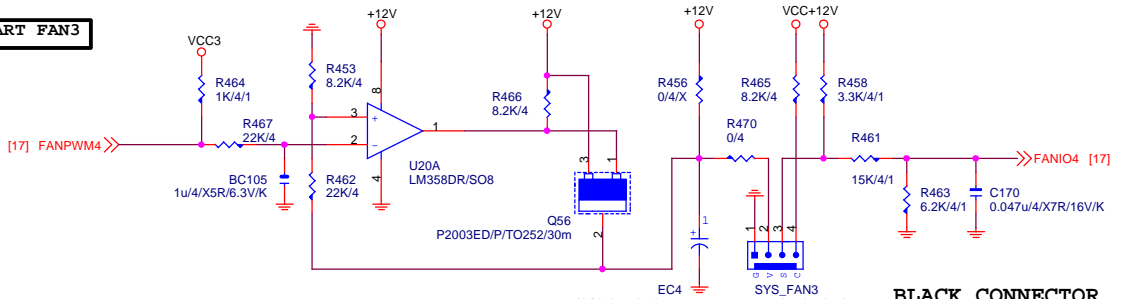 ART FAN3
+12V
+12V
+12V
VCC+12V
VCC3
R464
1K/4/1
R453
8.2K/4
R466
8.2K/4
R456
0/4/X
R465
8.2K/4
R458
3.3K/4/1
8
3
+
2
−
1
4
[17] FANPWM4
R467
22K/4
U20A
LM358DR/SO8
R470
0/4
R461
15K/4/1
FANIO4 [17]
BC105
1u/4/X5R/6.3V/K
R462
22K/4
3
1
2
Q56
P2003ED/P/TO252/30m
1
+
EC4
1
2
3
4
G
V
S
C
SYS_FAN3
R463
6.2K/4/1
C170
0.047u/4/X7R/16V/K
BLACK CONNECTOR